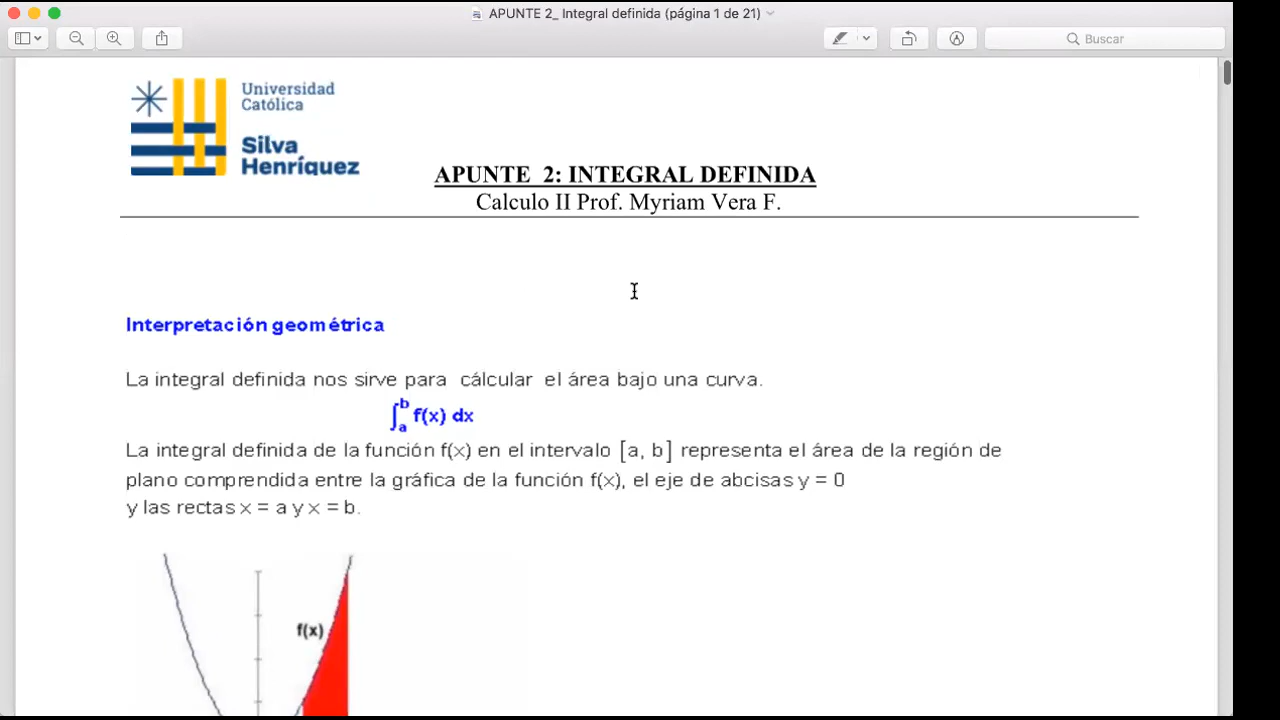 APUNTE 2_ Integral definida (página 1 de 21)
Buscar
Universidad
Católica
Silva
Henríquez
APUNTE 2: INTEGRAL DEFINIDA
Calculo II Prof. Myriam Vera F.
Interpretación geométrica
La integral definida nos sirve para cálcular el área bajo una curva.
∫_a^b f(x) dx
La integral definida de la función f(x) en el intervalo [a, b] representa el área de la región de
plano comprendida entre la gráfica de la función f(x), el eje de abcisas y = 0
y las rectas x = a y x = b.
f(x)